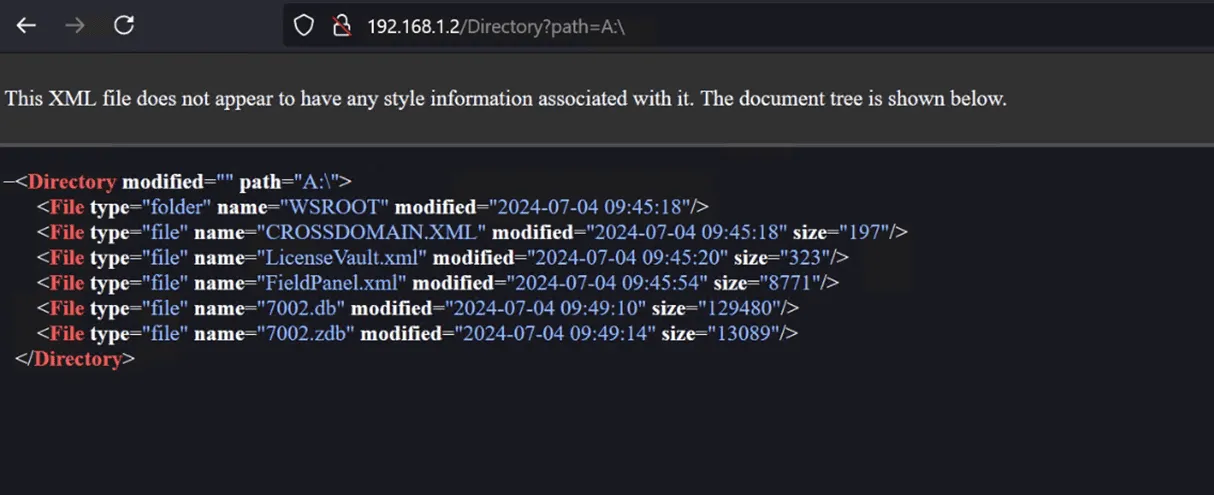 192.168.1.2/Directory?path=A:\
This XML file does not appear to have any style information associated with it. The document tree is shown below.
–<Directory modified="" path="A:\">
<File type="folder" name="WSROOT" modified="2024-07-04 09:45:18"/>
<File type="file" name="CROSSDOMAIN.XML" modified="2024-07-04 09:45:18" size="197"/>
<File type="file" name="LicenseVault.xml" modified="2024-07-04 09:45:20" size="323"/>
<File type="file" name="FieldPanel.xml" modified="2024-07-04 09:45:54" size="8771"/>
<File type="file" name="7002.db" modified="2024-07-04 09:49:10" size="129480"/>
<File type="file" name="7002.zdb" modified="2024-07-04 09:49:14" size="13089"/>
</Directory>